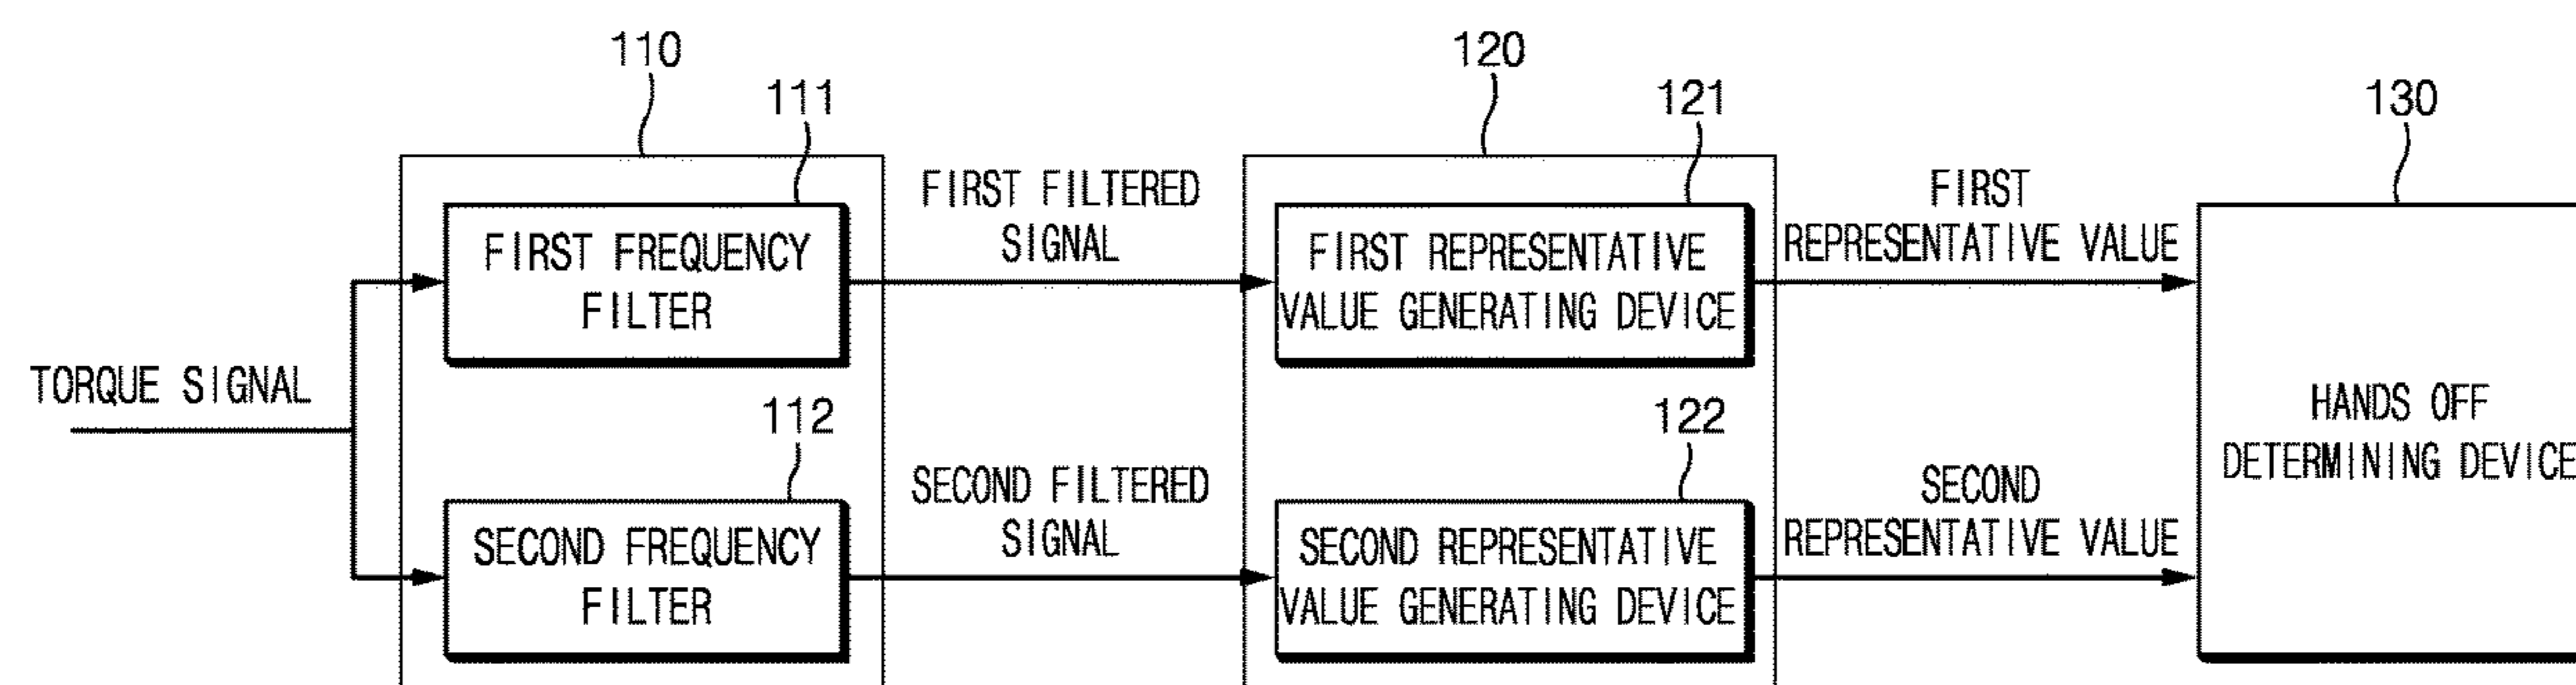 110
120
111
121
130
FIRST FILTERED
SIGNAL
FIRST
REPRESENTATIVE VALUE
FIRST FREQUENCY
FILTER
FIRST REPRESENTATIVE
VALUE GENERATING DEVICE
TORQUE SIGNAL
112
122
HANDS OFF
DETERMINING DEVICE
SECOND FILTERED
SIGNAL
SECOND
REPRESENTATIVE VALUE
SECOND FREQUENCY
FILTER
SECOND REPRESENTATIVE
VALUE GENERATING DEVICE